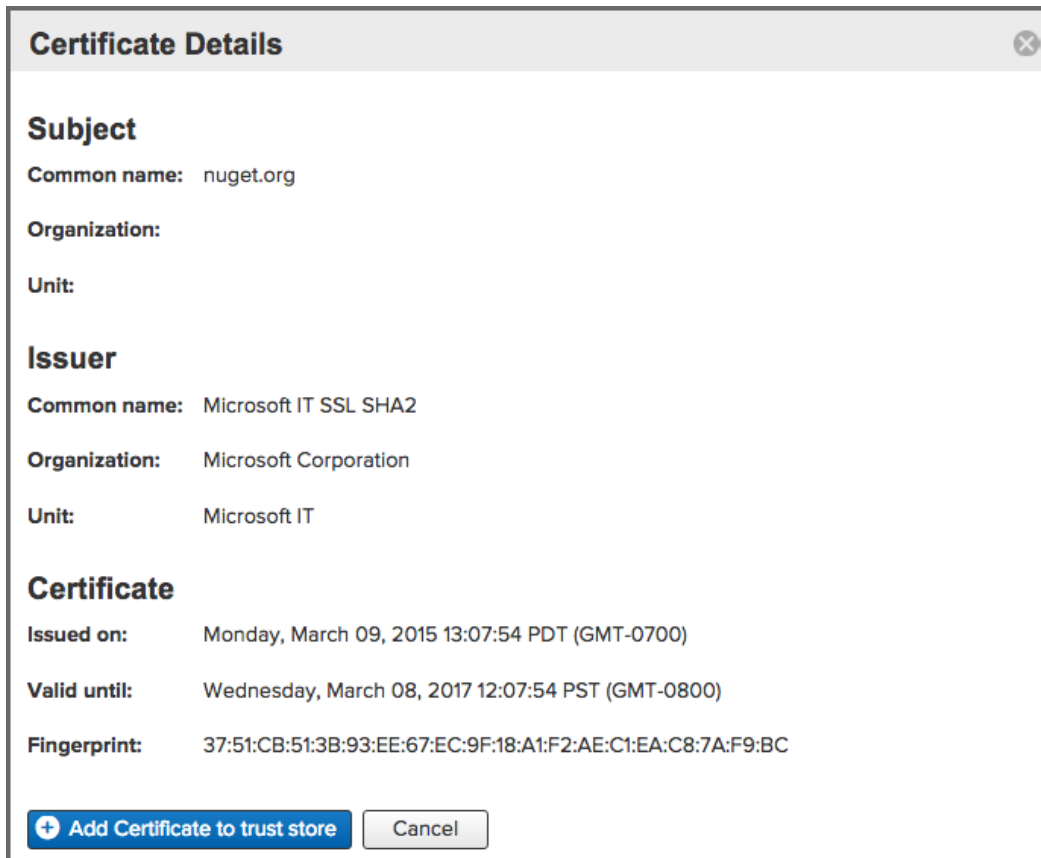 Certificate Details
Subject
Common name: nuget.org
Organization:
Unit:
Issuer
Common name: Microsoft IT SSL SHA2
Organization: Microsoft Corporation
Unit: Microsoft IT
Certificate
Issued on: Monday, March 09, 2015 13:07:54 PDT (GMT-0700)
Valid until: Wednesday, March 08, 2017 12:07:54 PST (GMT-0800)
Fingerprint: 37:51:CB:51:3B:93:EE:67:EC:9F:18:A1:F2:AE:C1:EA:C8:7A:F9:BC
Add Certificate to trust store Cancel